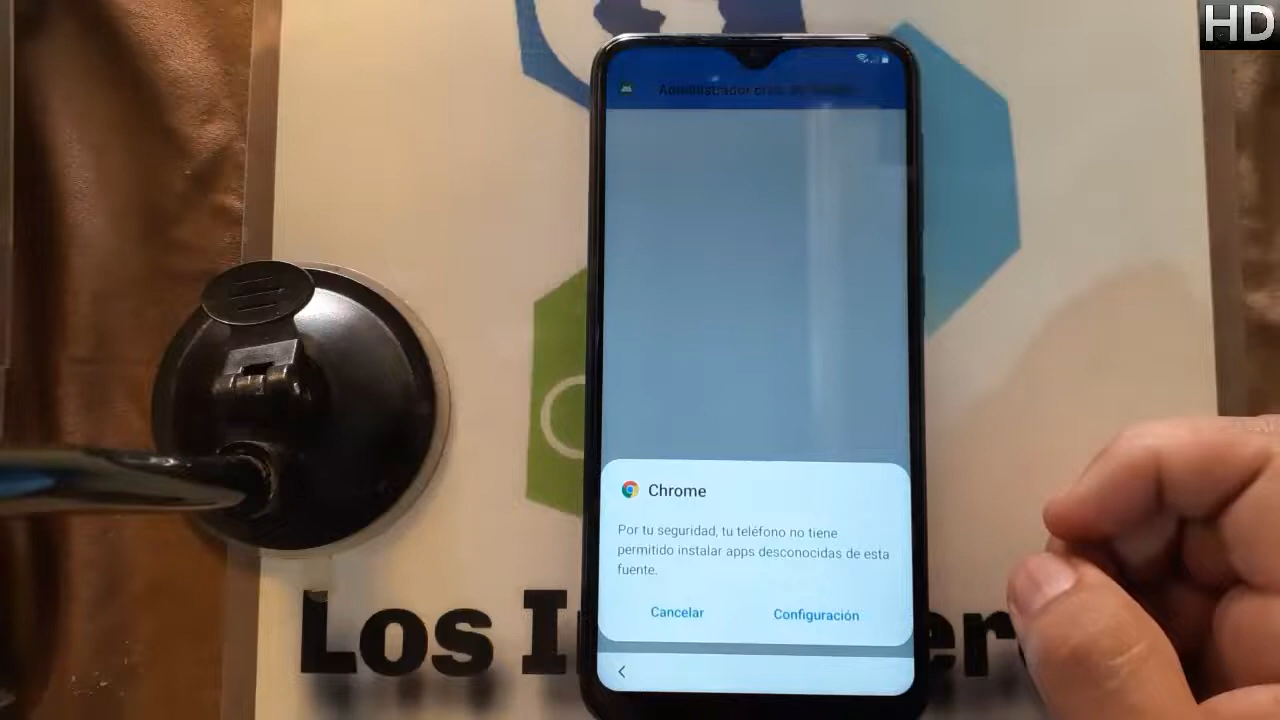 HD
Administrador
Chrome
Por tu seguridad, tu teléfono no tiene
permitido instalar apps desconocidas de esta
fuente.
Cancelar
Configuración
Los